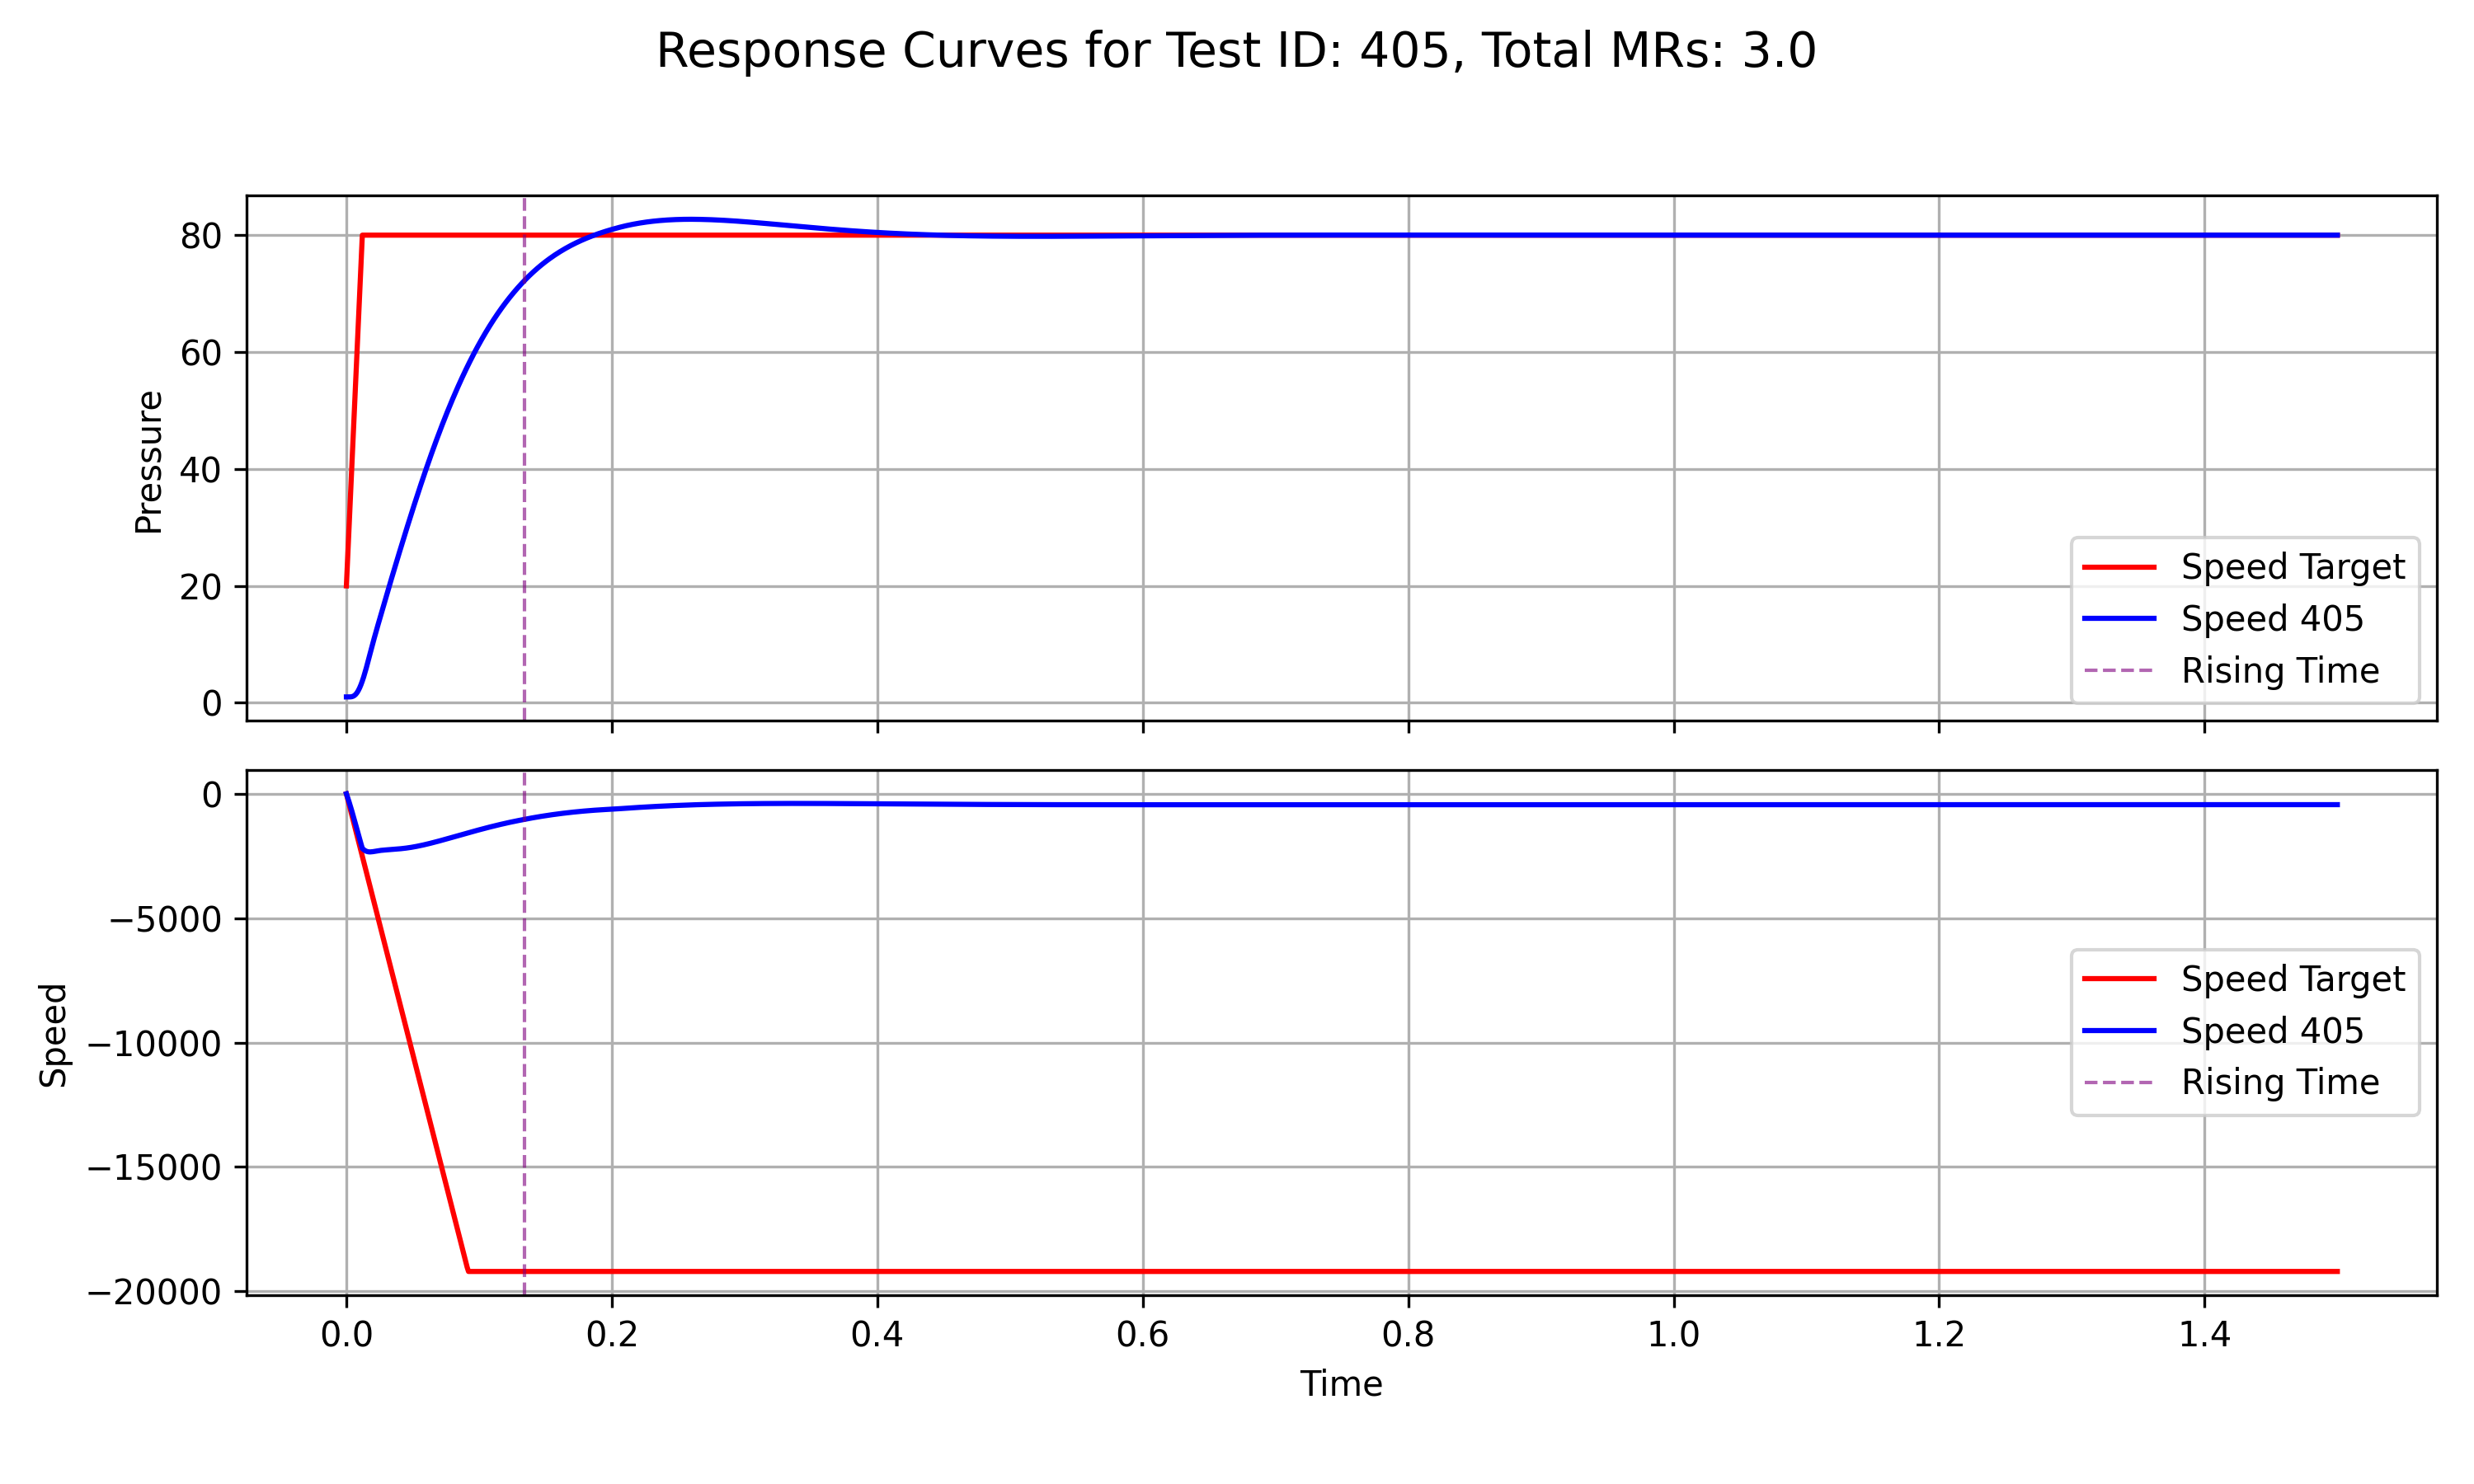 Response Curves for Test ID: 405, Total MRs: 3.0
80
60
40
20
0
Pressure
Speed Target
Speed 405
Rising Time
0
−5000
−10000
−15000
−20000
Speed
Speed Target
Speed 405
Rising Time
0.0 0.2 0.4 0.6 0.8 1.0 1.2 1.4
Time